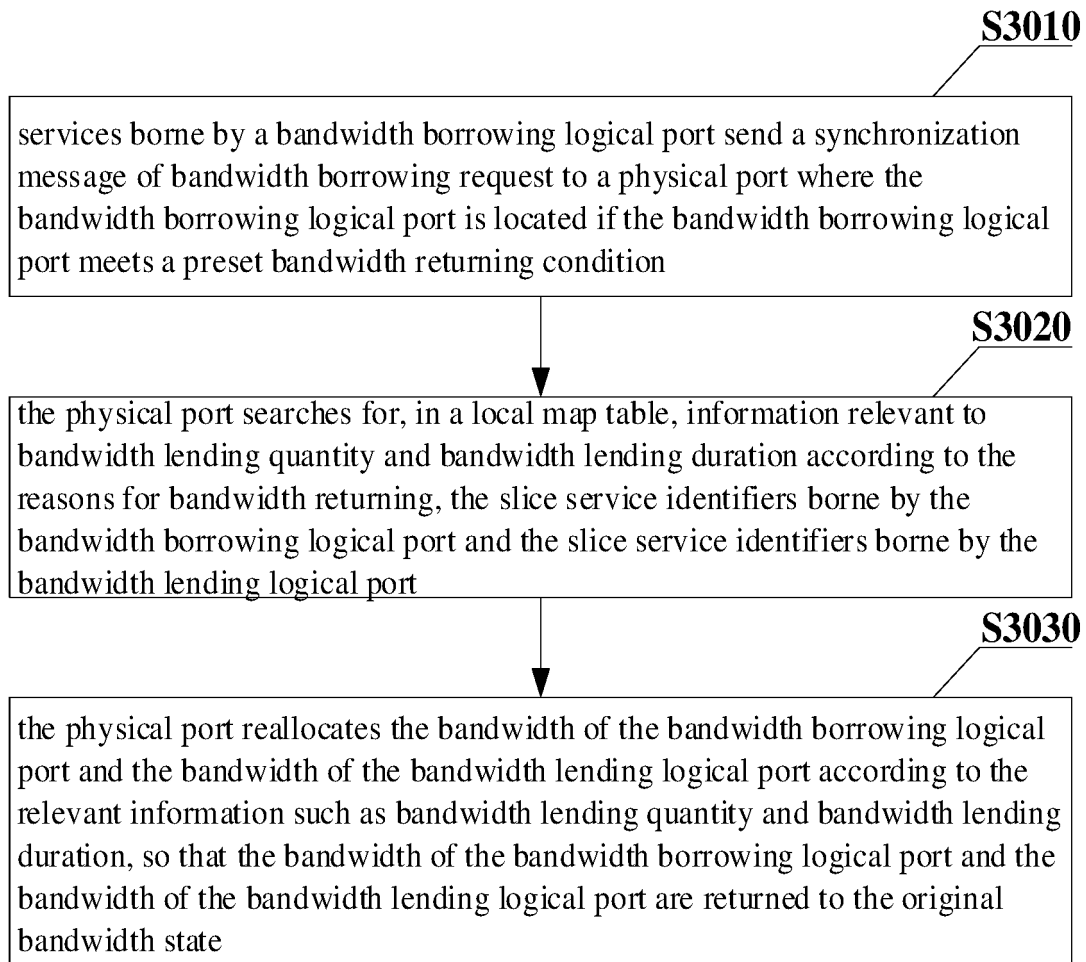 S3010
services borne by a bandwidth borrowing logical port send a synchronization
message of bandwidth borrowing request to a physical port where the
bandwidth borrowing logical port is located if the bandwidth borrowing logical
port meets a preset bandwidth returning condition
S3020
the physical port searches for, in a local map table, information relevant to
bandwidth lending quantity and bandwidth lending duration according to the
reasons for bandwidth returning, the slice service identifiers borne by the
bandwidth borrowing logical port and the slice service identifiers borne by the
bandwidth lending logical port
S3030
the physical port reallocates the bandwidth of the bandwidth borrowing logical
port and the bandwidth of the bandwidth lending logical port according to the
relevant information such as bandwidth lending quantity and bandwidth lending
duration, so that the bandwidth of the bandwidth borrowing logical port and the
bandwidth of the bandwidth lending logical port are returned to the original
bandwidth state